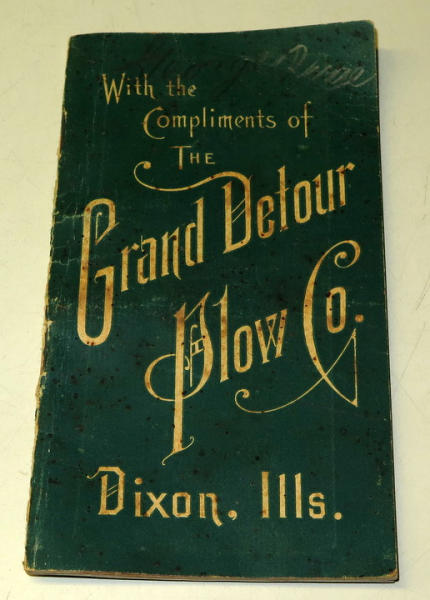 With the
Compliments of
THE
Grand Detour
Plow Co.
Dixon, Ills.